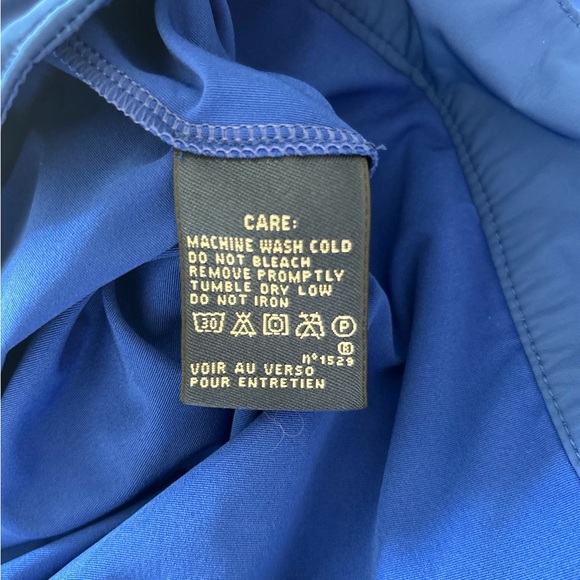 CARE:
MACHINE WASH COLD
DO NOT BLEACH
REMOVE PROMPTLY
TUMBLE DRY LOW
DO NOT IRON
30 P
K
n°1529
VOIR AU VERSO
POUR ENTRETIEN